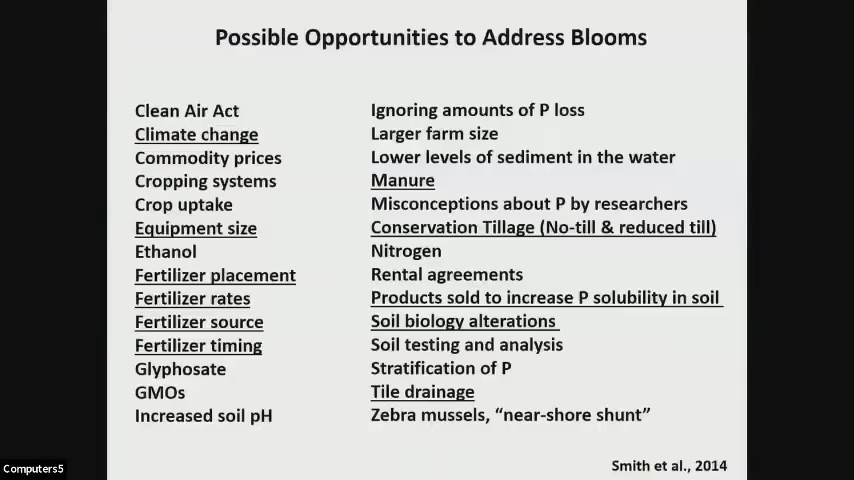 Possible Opportunities to Address Blooms
Clean Air Act
Climate change
Commodity prices
Cropping systems
Crop uptake
Equipment size
Ethanol
Fertilizer placement
Fertilizer rates
Fertilizer source
Fertilizer timing
Glyphosate
GMOs
Increased soil pH
Ignoring amounts of P loss
Larger farm size
Lower levels of sediment in the water
Manure
Misconceptions about P by researchers
Conservation Tillage (No-till & reduced till)
Nitrogen
Rental agreements
Products sold to increase P solubility in soil
Soil biology alterations
Soil testing and analysis
Stratification of P
Tile drainage
Zebra mussels, “near-shore shunt”
Smith et al., 2014
Computers5